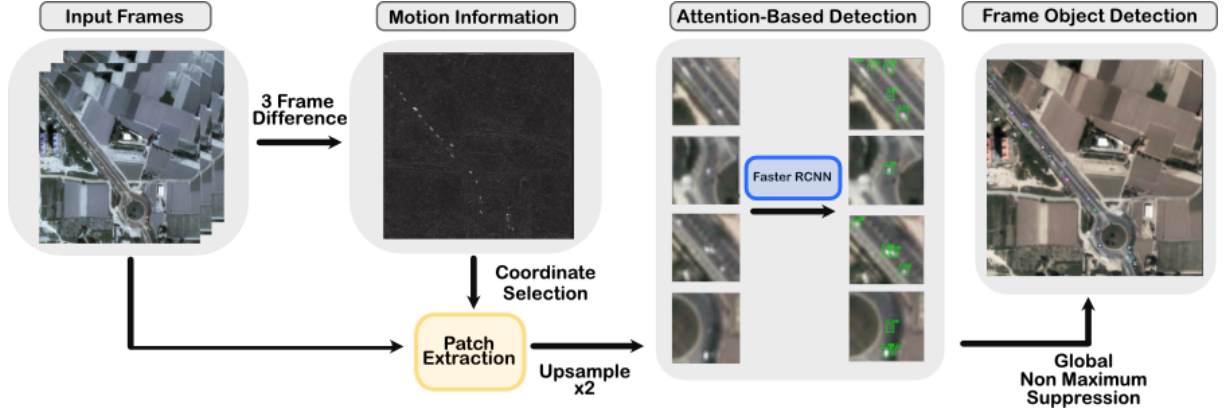 Input Frames
Motion Information
Attention-Based Detection
Frame Object Detection
3 Frame
Difference
Faster RCNN
Coordinate
Selection
Patch
Extraction
Upsample
x2
Global
Non Maximum
Suppression